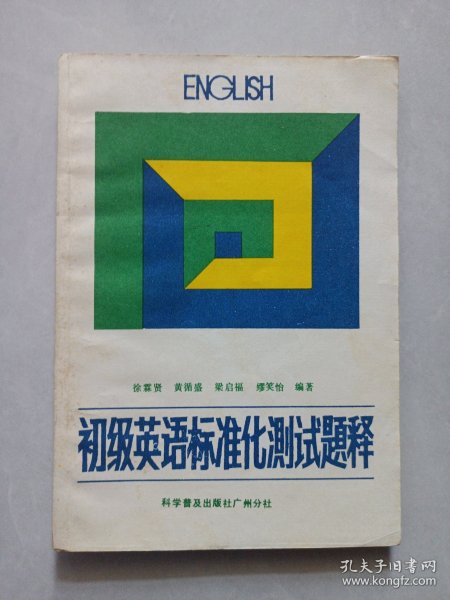 ENGLISH
徐霖贤 黄循盛 梁启福 缪笑怡 编著
初级英语标准化测试题释
科学普及出版社广州分社
孔夫子旧书网
www.kongfz.com